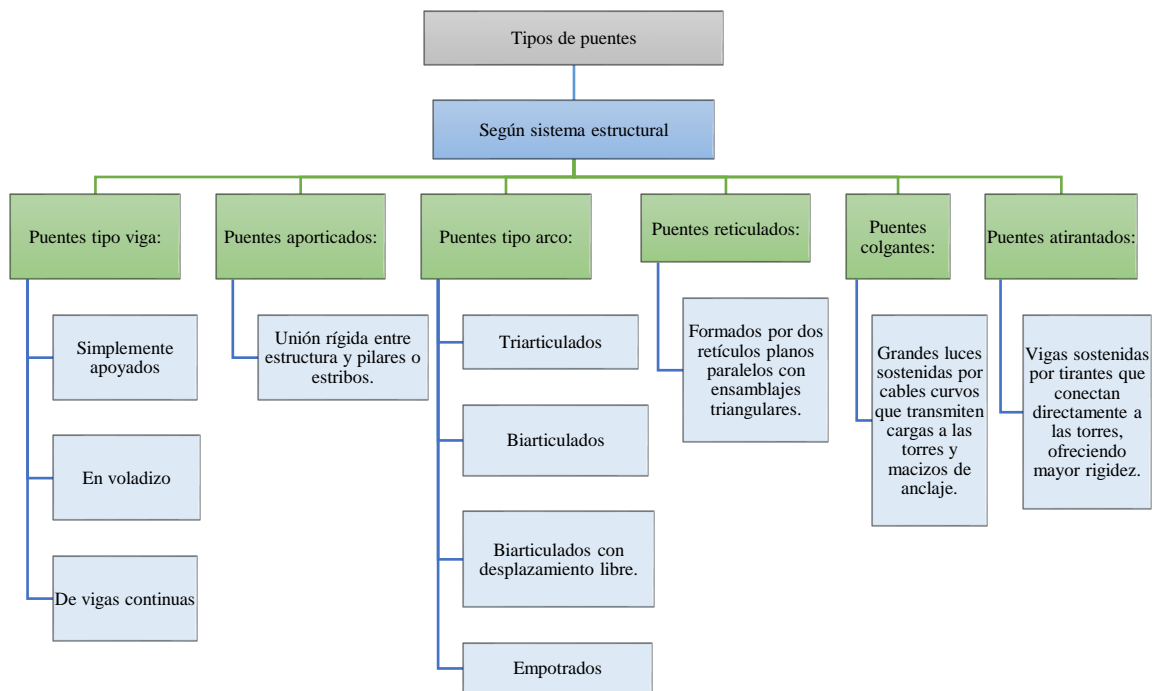 Tipos de puentes
Según sistema estructural
Puentes tipo viga:
Simplemente
apoyados
En voladizo
De vigas continuas
Puentes aporticados:
Unión rígida entre
estructura y pilares o
estribos.
Puentes tipo arco:
Triarticulados
Biarticulados
Biarticulados con
desplazamiento libre.
Empotrados
Puentes reticulados:
Formados por dos
retículos planos
paralelos con
ensamblajes
triangulares.
Puentes
colgantes:
Grandes luces
sostenidas por
cables curvos
que transmiten
cargas a las
torres y
macizos de
anclaje.
Puentes atirantados:
Vigas sostenidas
por tirantes que
conectan
directamente a
las torres,
ofreciendo
mayor rigidez.